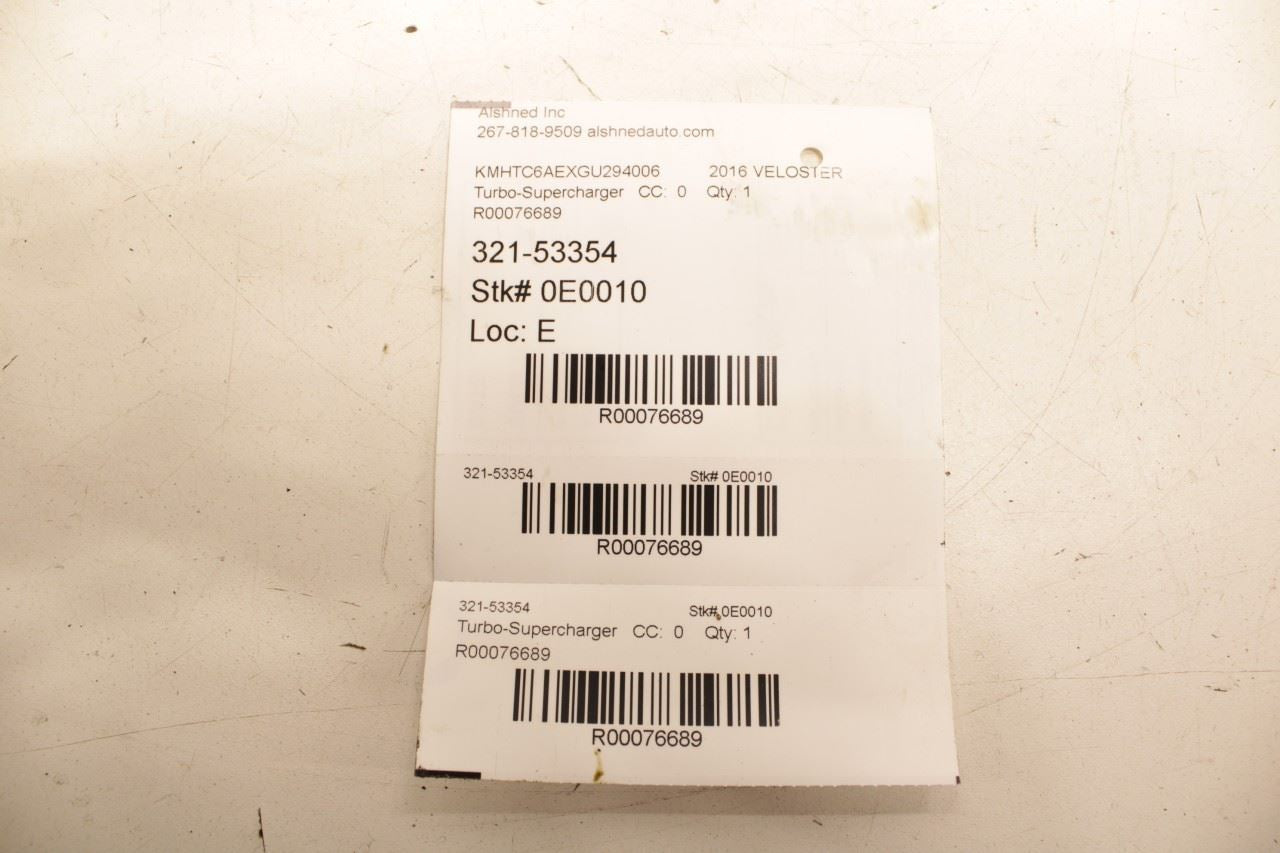 Alshned Inc
267-818-9509 alshnedauto.com
KMHTC6AEXGU294006 2016 VELOSTER
Turbo-Supercharger CC: 0 Qty: 1
R00076689
321-53354
Stk# 0E0010
Loc: E
R00076689
321-53354 Stk# 0E0010
R00076689
321-53354 Stk# 0E0010
Turbo-Supercharger CC: 0 Qty: 1
R00076689
R00076689